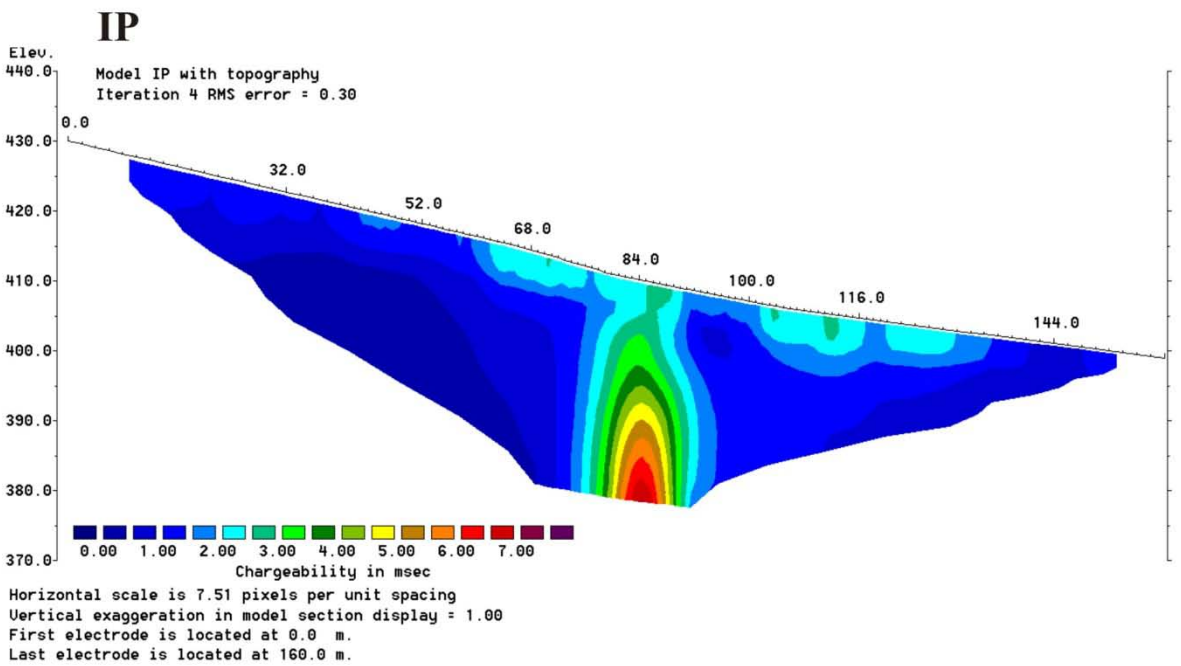 IP
Elev.
440.0
Model IP with topography
Iteration 4 RMS error = 0.30
0.0
430.0
32.0
420.0
52.0
68.0
410.0
84.0
100.0
116.0
400.0
144.0
390.0
380.0
0.00 1.00 2.00 3.00 4.00 5.00 6.00 7.00
370.0
Chargeability in msec
Horizontal scale is 7.51 pixels per unit spacing
Vertical exaggeration in model section display = 1.00
First electrode is located at 0.0 m.
Last electrode is located at 160.0 m.